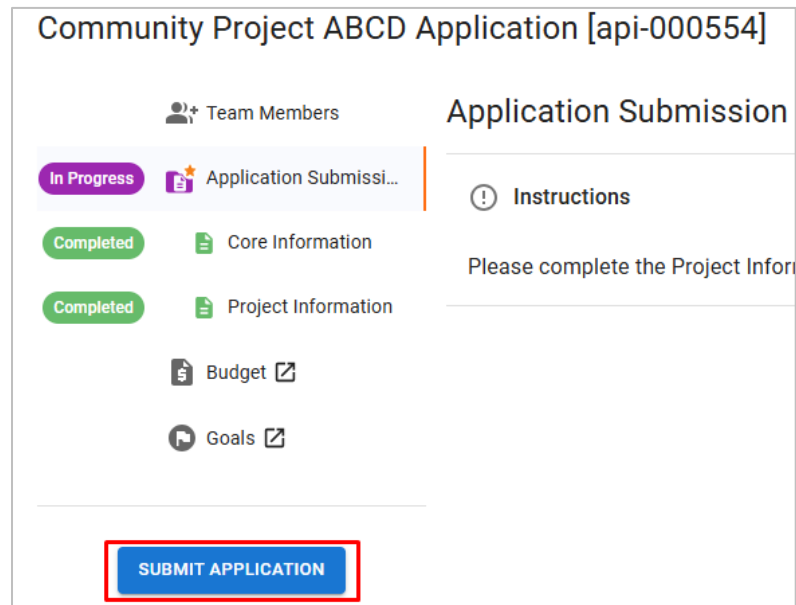 Community Project ABCD Application [api-000554]
Team Members
In Progress
Application Submissi...
Completed
Core Information
Completed
Project Information
Budget
Goals
SUBMIT APPLICATION
Application Submission
Instructions
Please complete the Project